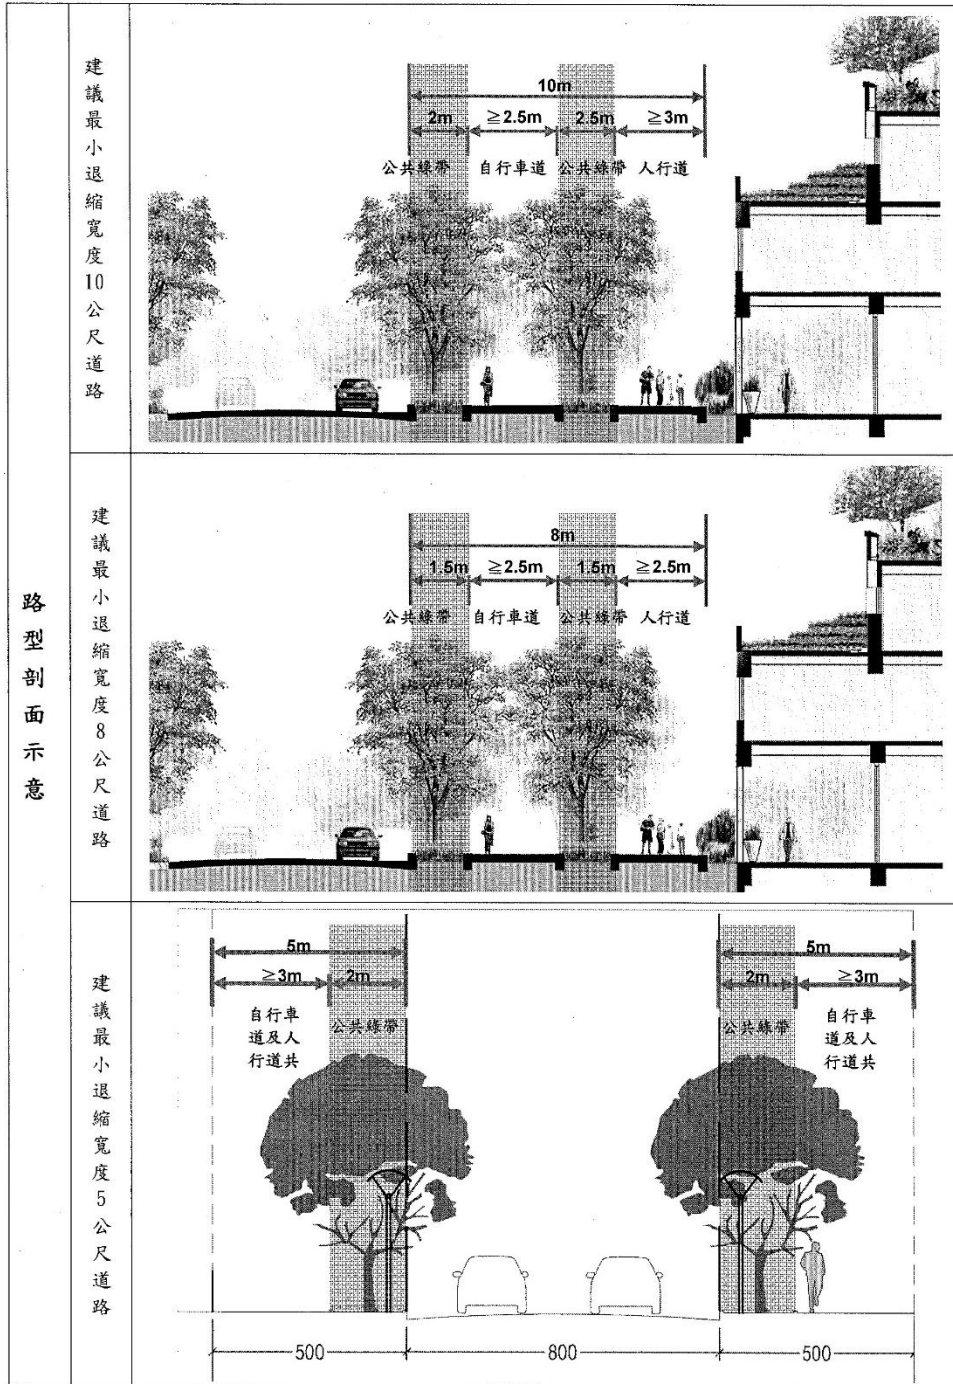 路型剖面示意
建議最小退縮寬度10公尺道路
10m
2m ≧2.5m 2.5m ≧3m
公共綠帶 自行車道 公共綠帶 人行道
建議最小退縮寬度8公尺道路
8m
1.5m ≧2.5m 1.5m ≧2.5m
公共綠帶 自行車道 公共綠帶 人行道
建議最小退縮寬度5公尺道路
5m
≧3m 2m
自行車
道及人
行道共
公共綠帶
5m
2m ≧3m
公共綠帶
自行車
道及人
行道共
500 800 500